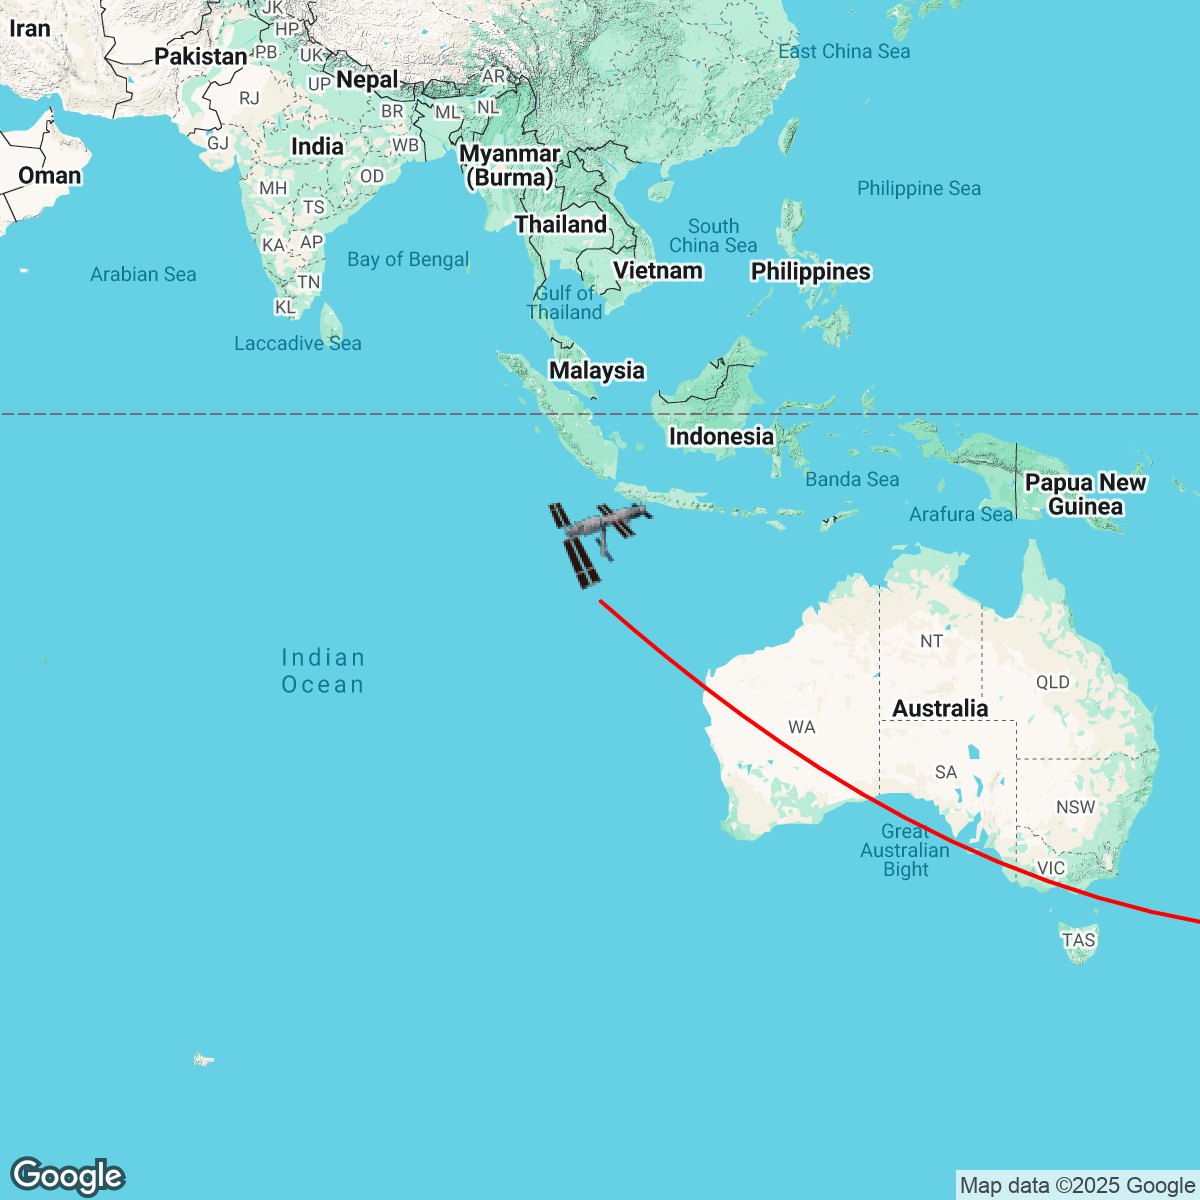 JK
Iran
HP
PB
East China Sea
Pakistan
UK
AR
Nepal
UP
RJ
NL
BR
ML
GJ
India
WB
Myanmar
(Burma)
Oman
OD
MH
Philippine Sea
TS
Thailand
South
China Sea
KA
AP
Bay of Bengal
Arabian Sea
Vietnam
Philippines
TN
Gulf of
Thailand
KL
Laccadive Sea
Malaysia
Indonesia
Banda Sea
Papua New
Guinea
Arafura Sea
NT
Indian
Ocean
QLD
Australia
WA
SA
NSW
Great
Australian
Bight
VIC
TAS
Google
Map data ©2025 Google